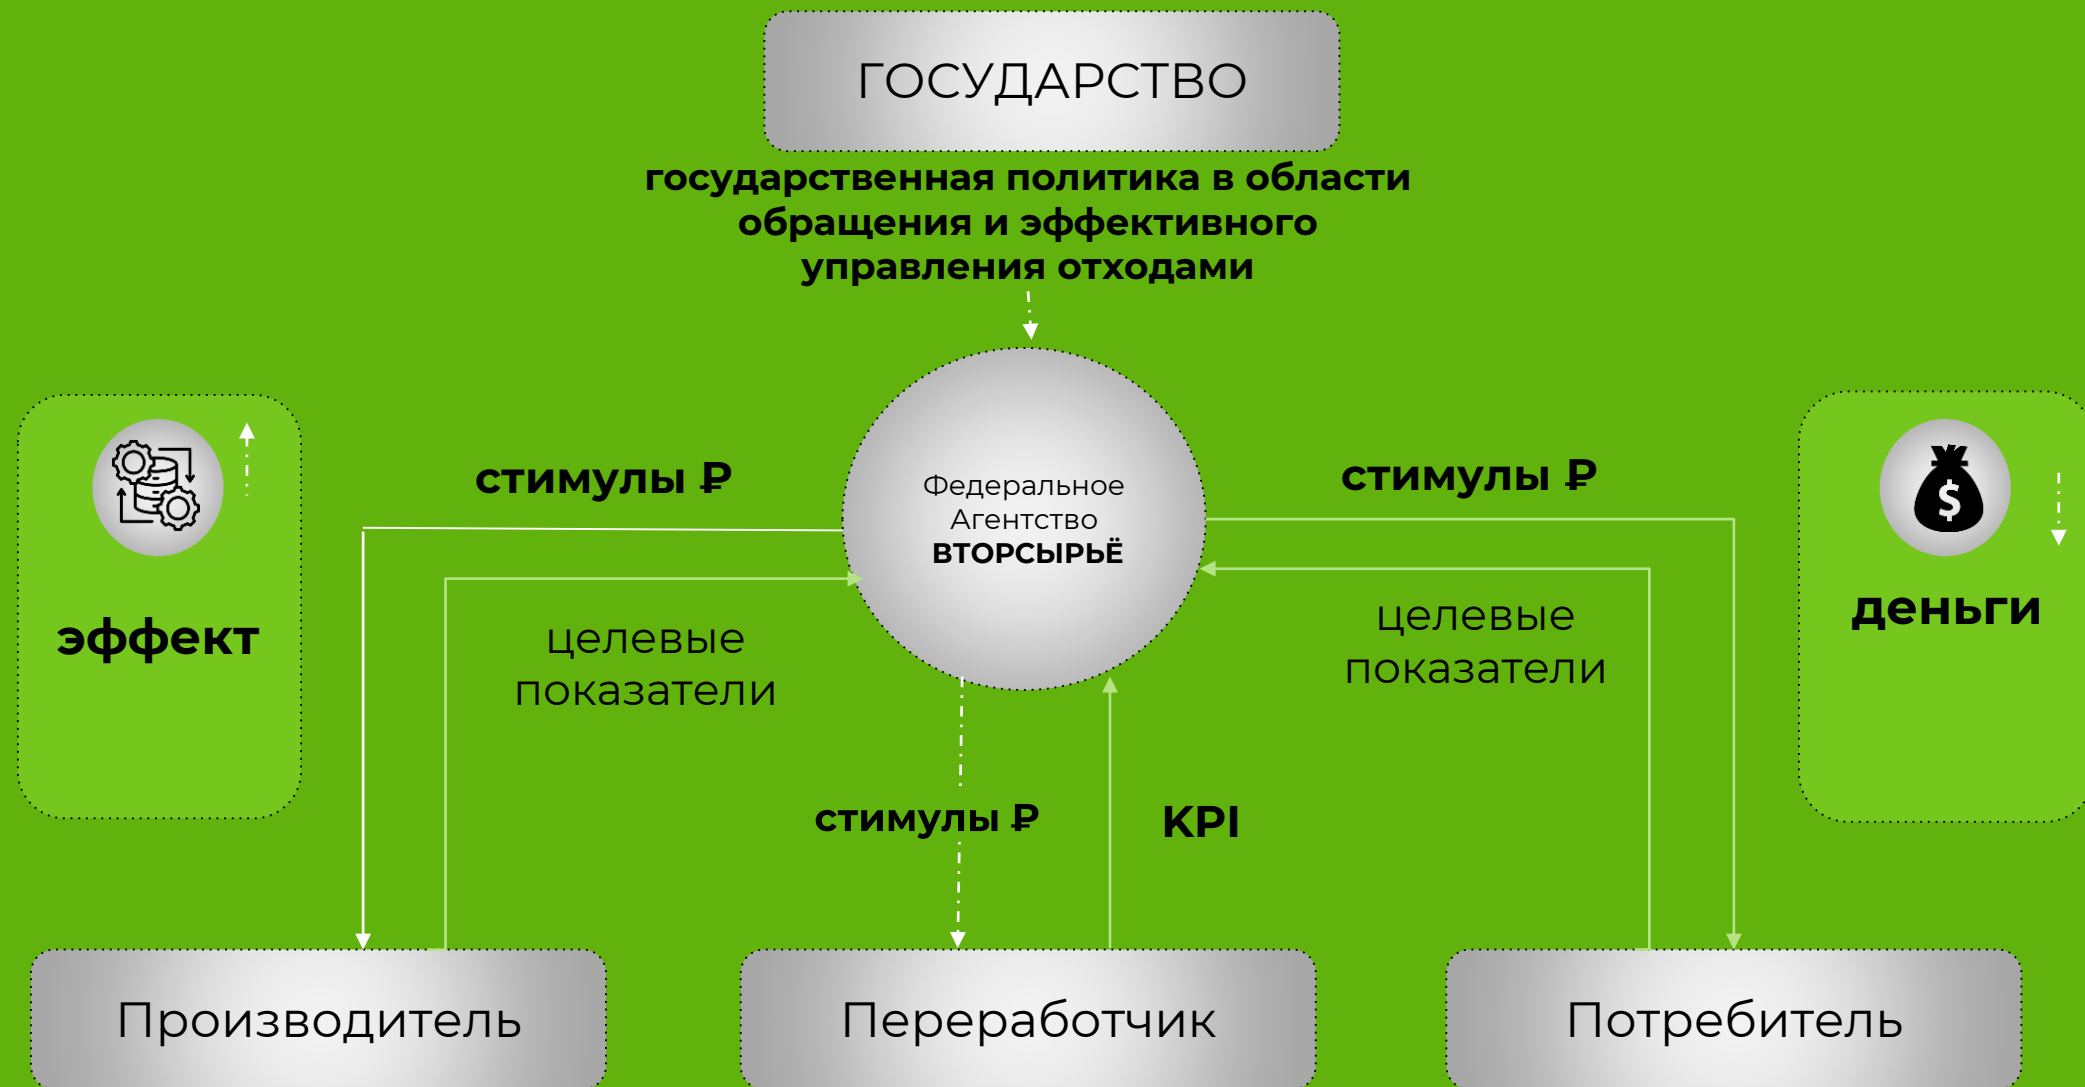 ГОСУДАРСТВО
государственная политика в области
обращения и эффективного
управления отходами
эффект
стимулы ₽
целевые
показатели
Федеральное
Агентство
ВТОРСЫРЬЁ
стимулы ₽
целевые
показатели
$
деньги
стимулы ₽
KPI
Производитель
Переработчик
Потребитель